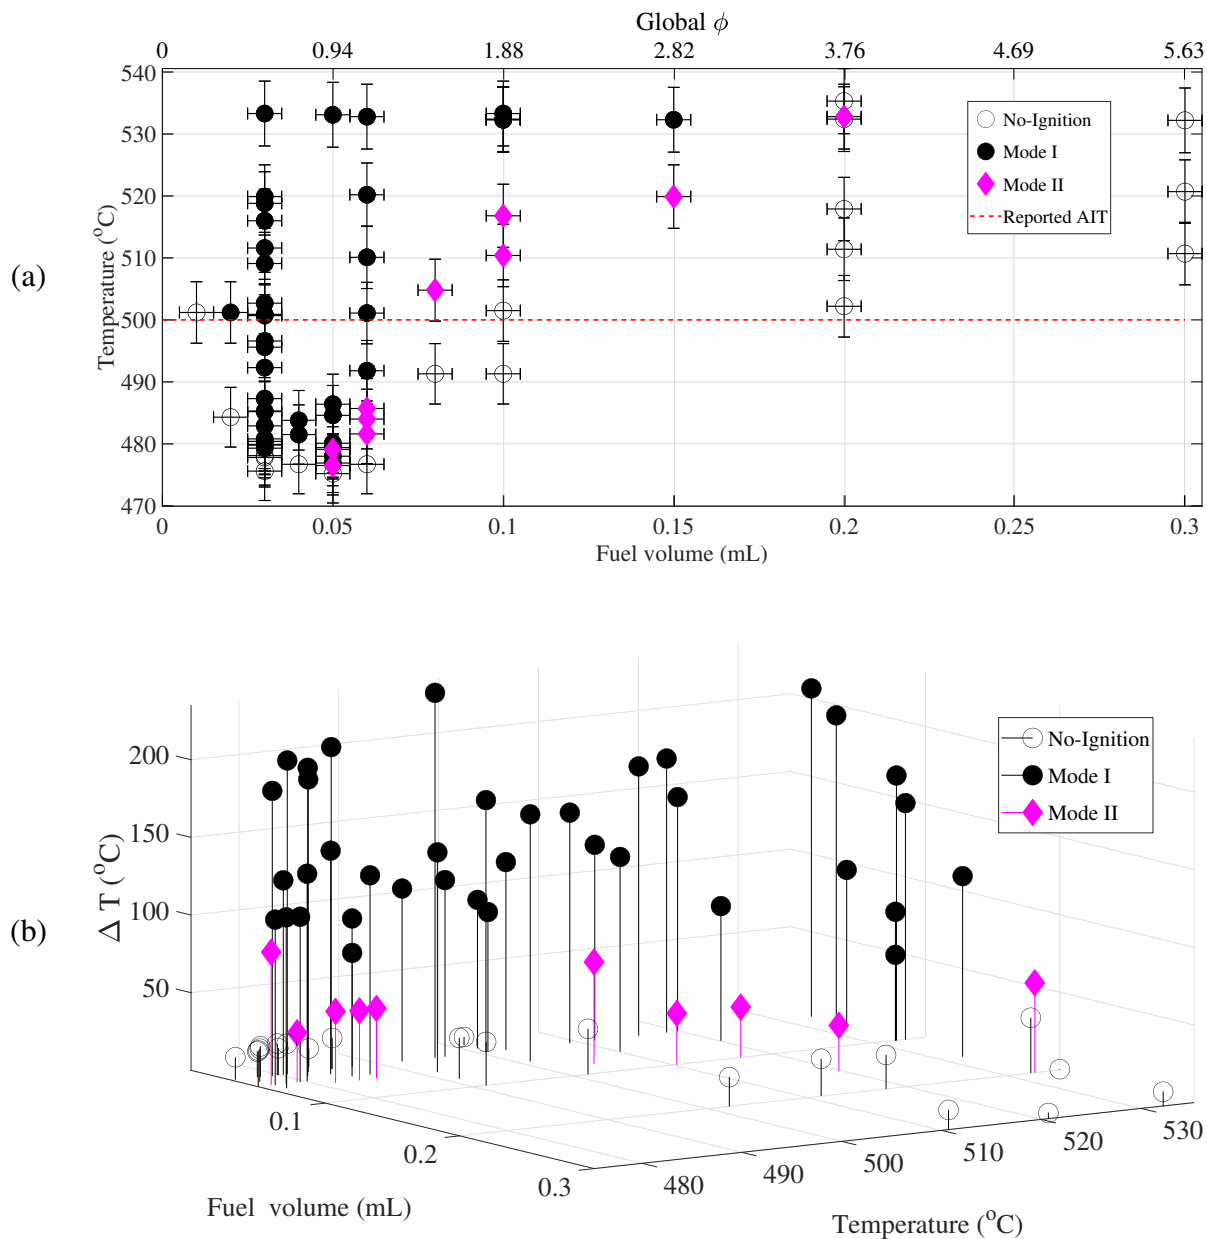 Global ϕ
0 0.94 1.88 2.82 3.76 4.69 5.63
(a)
Temperature (°C)
540
530
520
510
500
490
480
470
No-Ignition
Mode I
Mode II
Reported AIT
0 0.05 0.1 0.15 0.2 0.25 0.3
Fuel volume (mL)
(b)
Δ T (°C)
200
150
100
50
No-Ignition
Mode I
Mode II
0.1
0.2
0.3
Fuel volume (mL)
480
490
500
510
520
530
Temperature (°C)